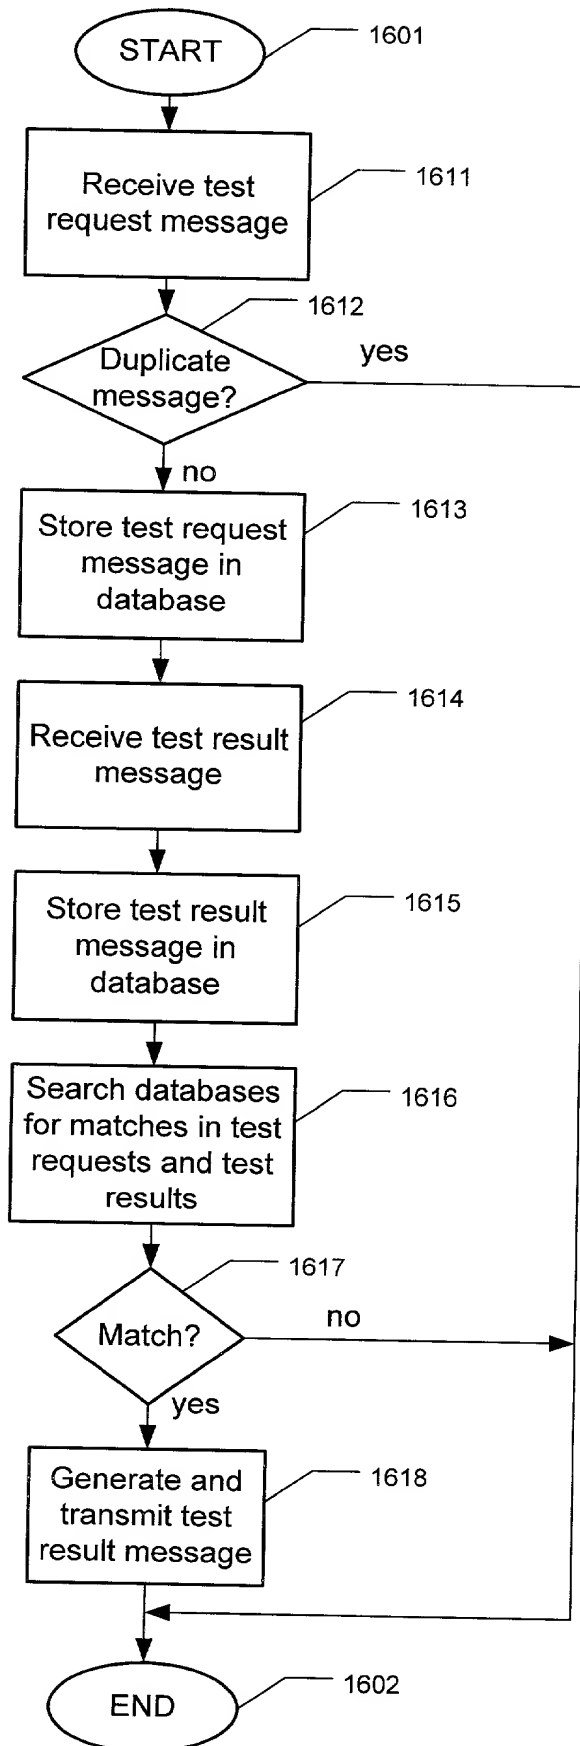 START
1601
Receive test
request message
1611
1612
Duplicate
message?
yes
no
Store test request
message in
database
1613
Receive test result
message
1614
Store test result
message in
database
1615
Search databases
for matches in test
requests and test
results
1616
1617
Match?
no
yes
Generate and
transmit test
result message
1618
END
1602